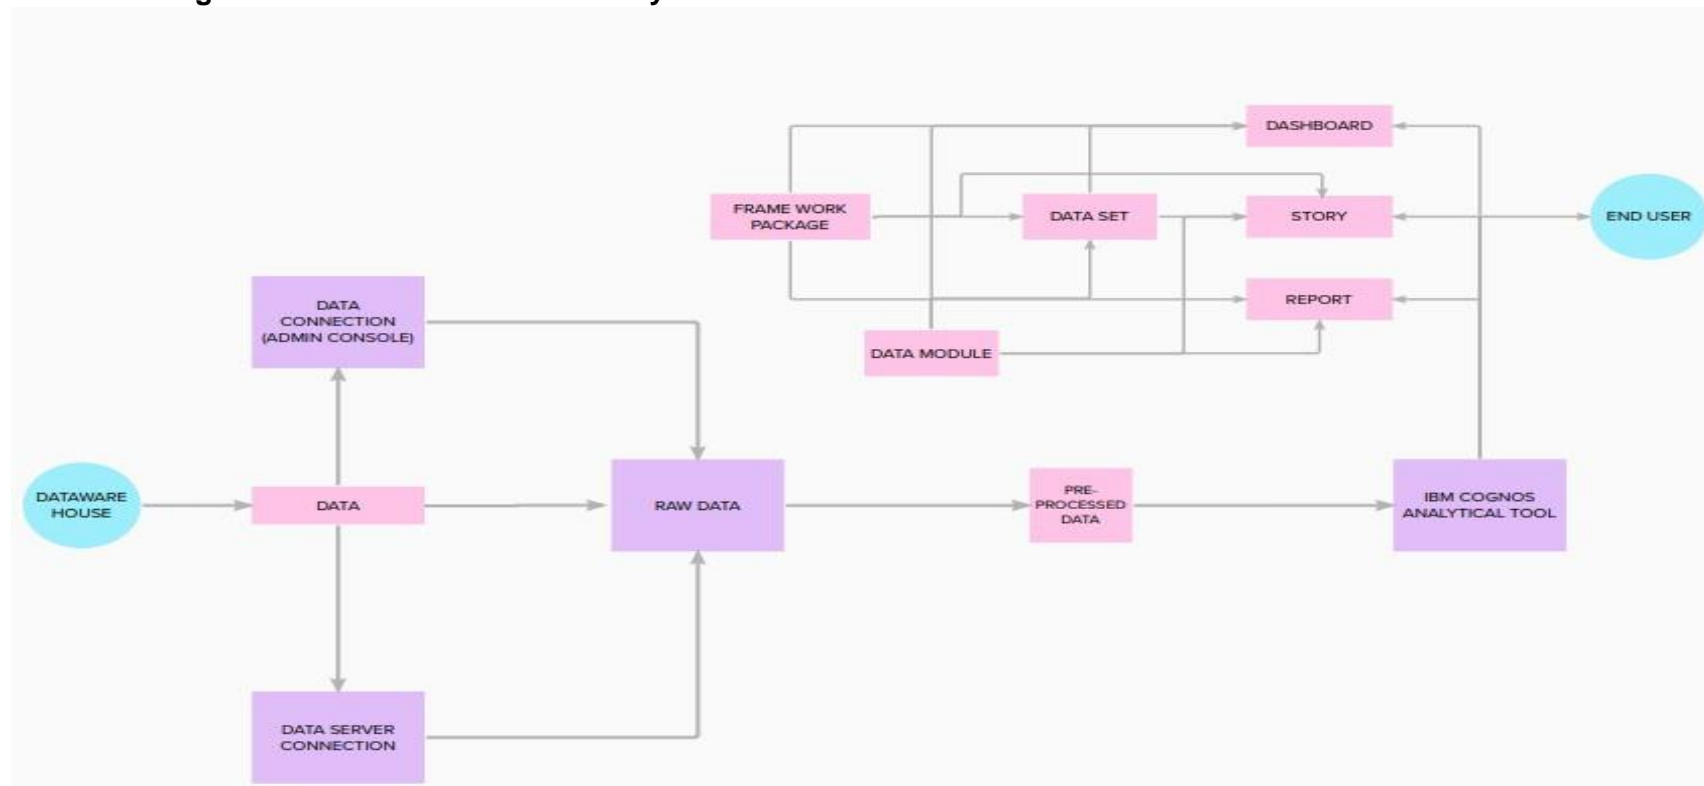 DASHBOARD
FRAME WORK
PACKAGE
DATA SET
STORY
END USER
REPORT
DATA MODULE
DATA
CONNECTION
(ADMIN CONSOLE)
DATAWARE
HOUSE
DATA
RAW DATA
PRE-
PROCESSED
DATA
IBM COGNOS
ANALYTICAL TOOL
DATA SERVER
CONNECTION